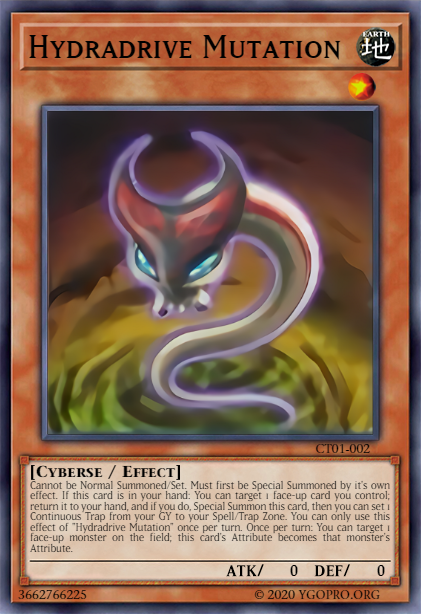 HYDRADRIVE MUTATION
EARTH
地
CT01-002
[CYBERSE / EFFECT]
Cannot be Normal Summoned/Set. Must first be Special Summoned by it's own
effect. If this card is in your hand: You can target 1 face-up card you control;
return it to your hand, and if you do, Special Summon this card, then you can set 1
Continuous Trap from your GY to your Spell/Trap Zone. You can only use this
effect of "Hydradrive Mutation" once per turn. Once per turn: You can target 1
face-up monster on the field; this card's Attribute becomes that monster's
Attribute.
ATK/ 0 DEF/ 0
3662766225 © 2020 YGOPRO.ORG